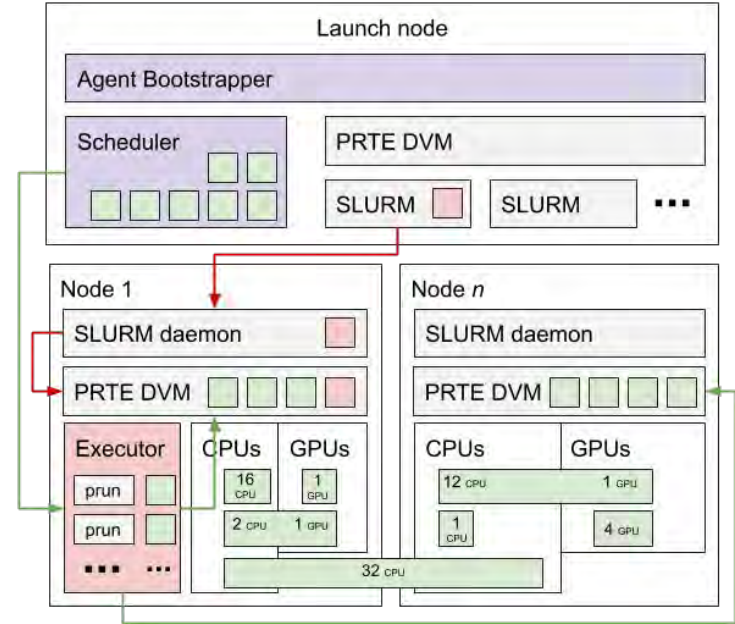 Launch node
Agent Bootstrapper
Scheduler
PRTE DVM
SLURM
SLURM
...
Node 1
SLURM daemon
PRTE DVM
Executor
prun
prun
... ...
CPUs
GPUs
16
CPU
1
GPU
2 CPU 1 GPU
32 CPU
Node n
SLURM daemon
PRTE DVM
CPUs
GPUs
12 CPU 1 GPU
1
CPU
4 GPU